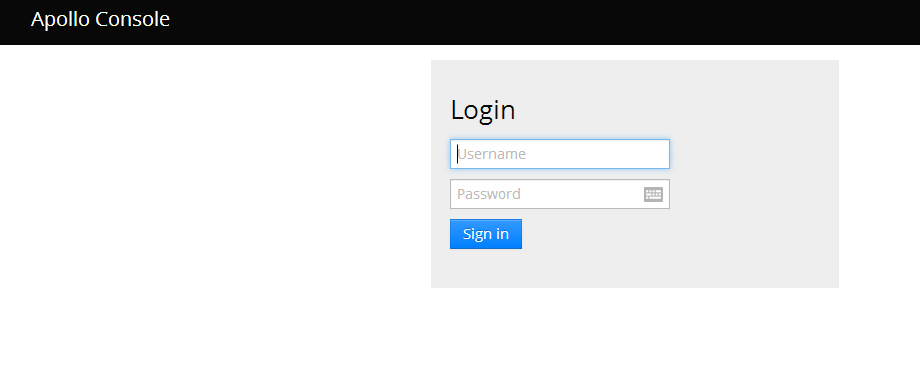 Apollo Console
Login
Username
Password
Sign in